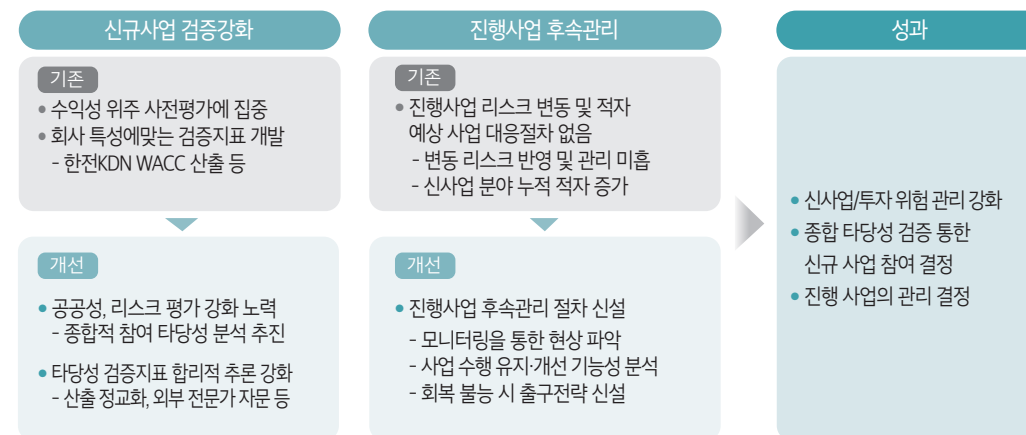 신규사업 검증강화
기존
• 수익성 위주 사전평가에 집중
• 회사 특성에맞는 검증지표 개발
- 한전KDN WACC 산출 등
개선
• 공공성, 리스크 평가 강화 노력
- 종합적 참여 타당성 분석 추진
• 타당성 검증지표 합리적 추론 강화
- 산출 정교화, 외부 전문가 자문 등
진행사업 후속관리
기존
• 진행사업 리스크 변동 및 적자
예상 사업 대응절차 없음
- 변동 리스크 반영 및 관리 미흡
- 신사업 분야 누적 적자 증가
개선
• 진행사업 후속관리 절차 신설
- 모니터링을 통한 현상 파악
- 사업 수행 유지·개선 기능성 분석
- 회복 불능 시 출구전략 신설
성과
• 신사업/투자 위험 관리 강화
• 종합 타당성 검증 통한
신규 사업 참여 결정
• 진행 사업의 관리 결정